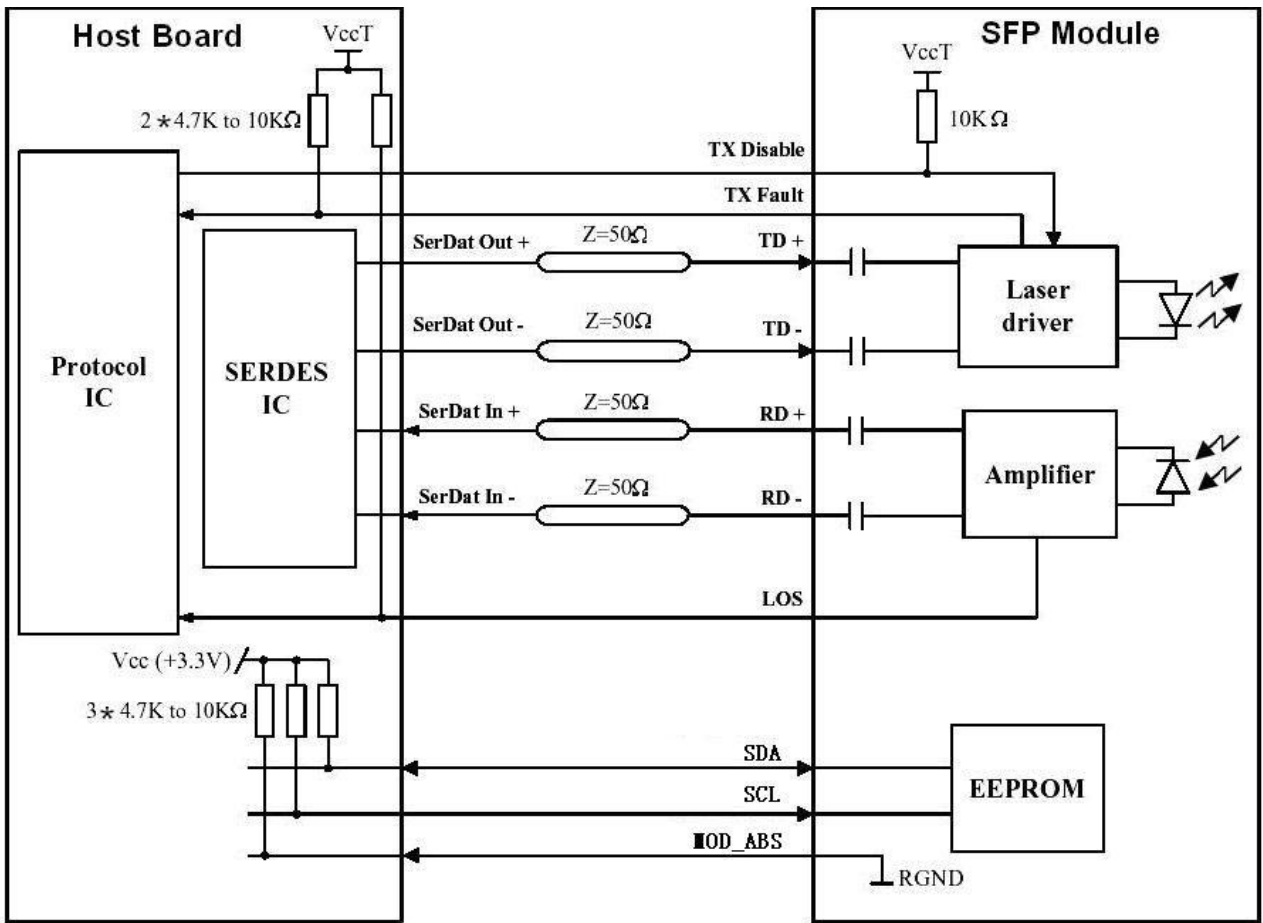 Host Board
VccT
SFP Module
VccT
2*4.7K to 10KΩ
10KΩ
TX Disable
TX Fault
SerDat Out +
Z=50Ω
TD +
SerDat Out -
Z=50Ω
TD -
Laser
driver
Protocol
IC
SERDES
IC
SerDat In +
Z=50Ω
RD +
SerDat In -
Z=50Ω
RD -
Amplifier
LOS
Vcc (+3.3V)
3*4.7K to 10KΩ
SDA
SCL
MOD_ABS
EEPROM
RGND